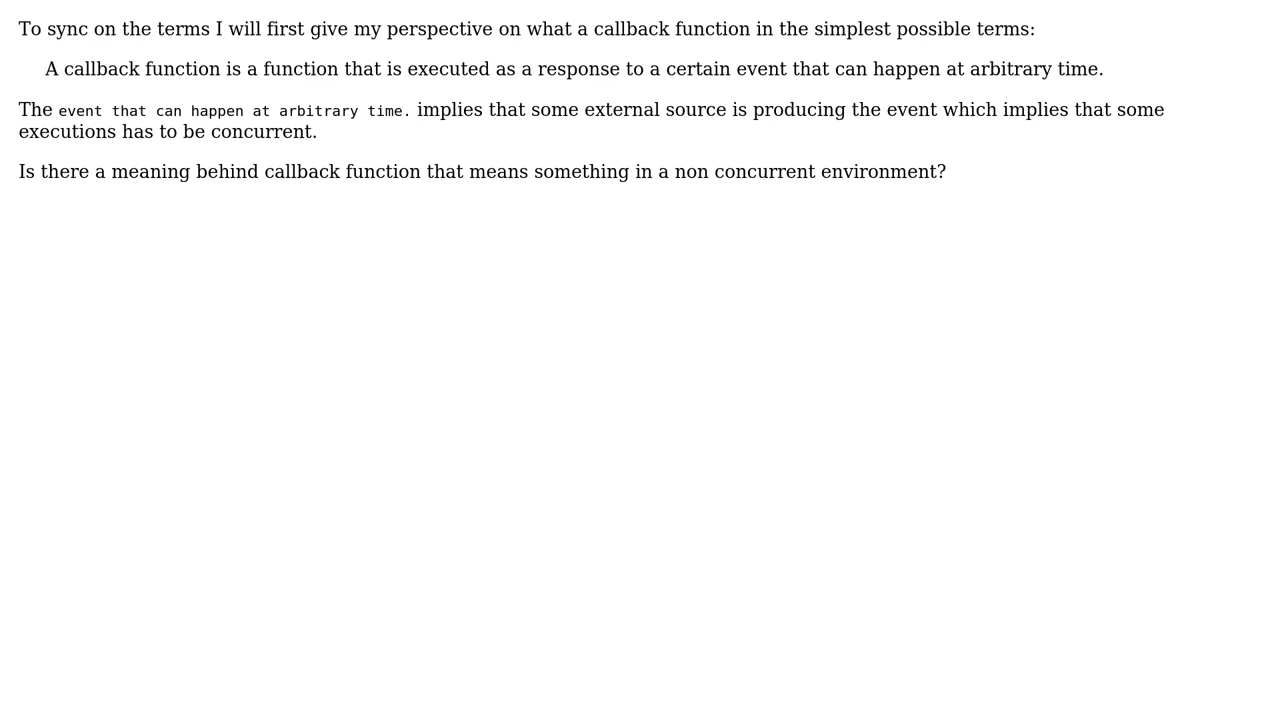 To sync on the terms I will first give my perspective on what a callback function in the simplest possible terms:
A callback function is a function that is executed as a response to a certain event that can happen at arbitrary time.
The event that can happen at arbitrary time. implies that some external source is producing the event which implies that some
executions has to be concurrent.
Is there a meaning behind callback function that means something in a non concurrent environment?